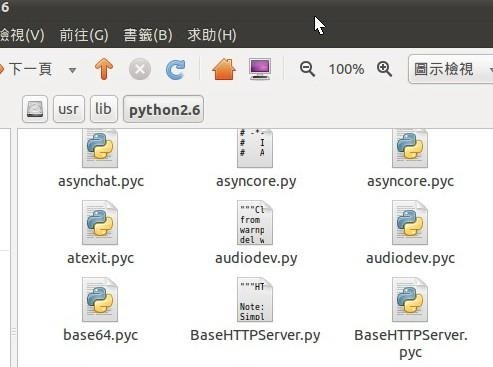 6
檢視(V) 前往(G) 書籤(B) 求助(H)
下一頁 100% 圖示檢視
usr lib python2.6
# -*-
# I
# A
asynchat.pyc asyncore.py asyncore.pyc
"""Cl
from
warnp
del w
atexit.pyc audiodev.py audiodev.pyc
"""HT
Note:
Simpl
base64.pyc BaseHTTPServer.py BaseHTTPServer.
pyc